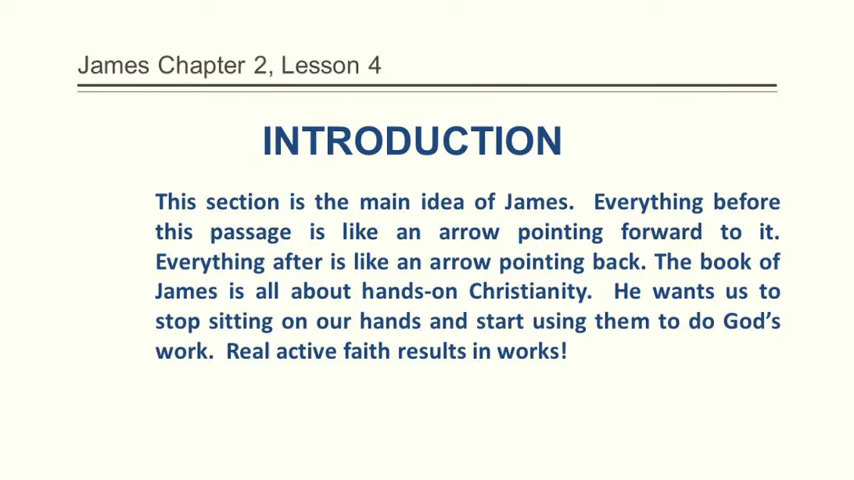 James Chapter 2, Lesson 4
INTRODUCTION
This section is the main idea of James.  Everything before
this passage is like an arrow pointing forward to it.
Everything after is like an arrow pointing back. The book of
James is all about hands-on Christianity.  He wants us to
stop sitting on our hands and start using them to do God’s
work.  Real active faith results in works!